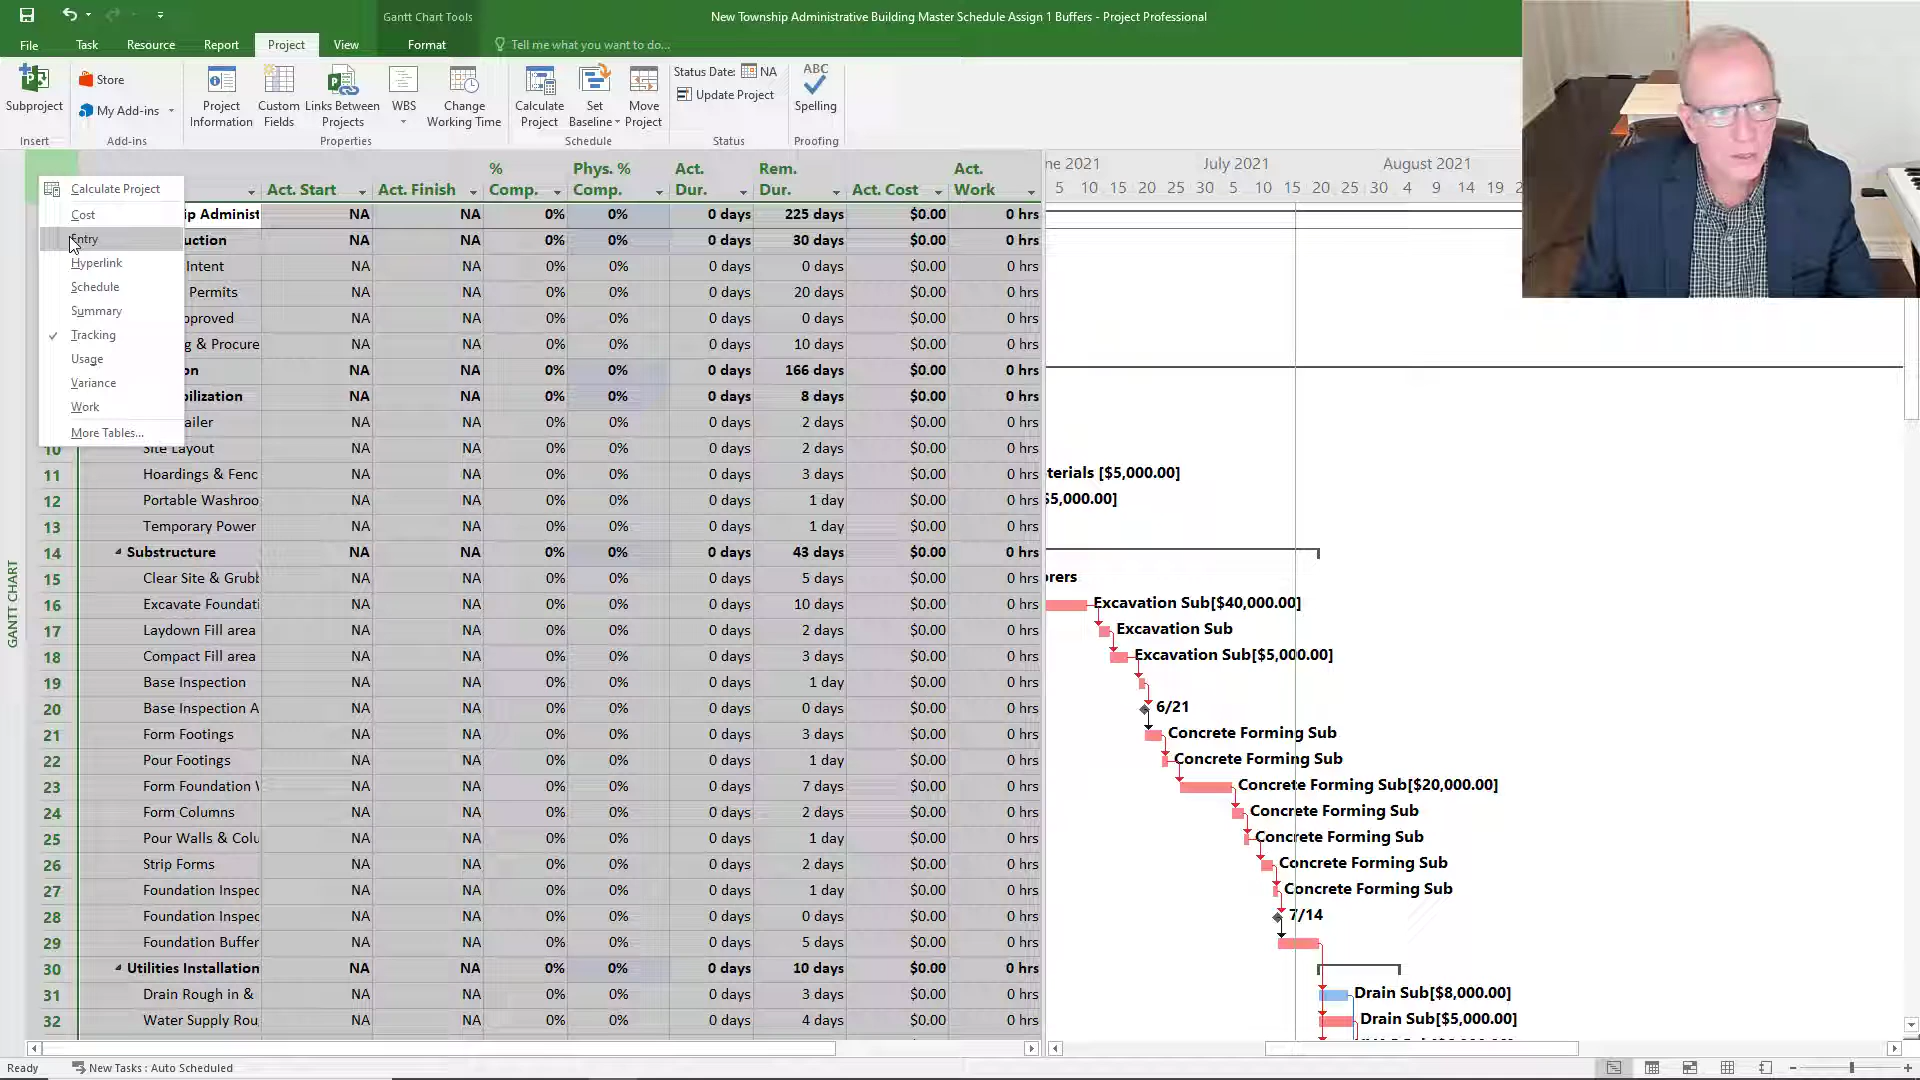 Gantt Chart Tools
New Township Administrative Building Master Schedule Assign 1 Buffers - Project Professional
File Task Resource Report Project View Format Tell me what you want to do...
Subproject
Insert
Store
My Add-ins
Add-ins
Project Information
Custom Fields
Links Between Projects
WBS
Change Working Time
Properties
Calculate Project
Set Baseline
Move Project
Schedule
Status Date: NA
Update Project
Status
ABC
Spelling
Proofing
Calculate Project
Cost
Entry
Hyperlink
Schedule
Summary
Tracking
Usage
Variance
Work
More Tables...
Act. Start Act. Finish % Comp. Phys. % Comp. Act. Dur. Rem. Dur. Act. Cost Act. Work
ip Administ NA NA 0% 0% 0 days 225 days $0.00 0 hrs
uction NA NA 0% 0% 0 days 30 days $0.00 0 hrs
Intent NA NA 0% 0% 0 days 0 days $0.00 0 hrs
Permits NA NA 0% 0% 0 days 20 days $0.00 0 hrs
pproved NA NA 0% 0% 0 days 0 days $0.00 0 hrs
g & Procure NA NA 0% 0% 0 days 10 days $0.00 0 hrs
on NA NA 0% 0% 0 days 166 days $0.00 0 hrs
bilization NA NA 0% 0% 0 days 8 days $0.00 0 hrs
ailer NA NA 0% 0% 0 days 2 days $0.00 0 hrs
10 Site Layout NA NA 0% 0% 0 days 2 days $0.00 0 hrs
11 Hoardings & Fenc NA NA 0% 0% 0 days 3 days $0.00 0 hrs
12 Portable Washroo NA NA 0% 0% 0 days 1 day $0.00 0 hrs
13 Temporary Power NA NA 0% 0% 0 days 1 day $0.00 0 hrs
14 Substructure NA NA 0% 0% 0 days 43 days $0.00 0 hrs
15 Clear Site & Grubb NA NA 0% 0% 0 days 5 days $0.00 0 hrs
16 Excavate Foundati NA NA 0% 0% 0 days 10 days $0.00 0 hrs
17 Laydown Fill area NA NA 0% 0% 0 days 2 days $0.00 0 hrs
18 Compact Fill area NA NA 0% 0% 0 days 3 days $0.00 0 hrs
19 Base Inspection NA NA 0% 0% 0 days 1 day $0.00 0 hrs
20 Base Inspection A NA NA 0% 0% 0 days 0 days $0.00 0 hrs
21 Form Footings NA NA 0% 0% 0 days 3 days $0.00 0 hrs
22 Pour Footings NA NA 0% 0% 0 days 1 day $0.00 0 hrs
23 Form Foundation NA NA 0% 0% 0 days 7 days $0.00 0 hrs
24 Form Columns NA NA 0% 0% 0 days 2 days $0.00 0 hrs
25 Pour Walls & Colu NA NA 0% 0% 0 days 1 day $0.00 0 hrs
26 Strip Forms NA NA 0% 0% 0 days 2 days $0.00 0 hrs
27 Foundation Inspec NA NA 0% 0% 0 days 1 day $0.00 0 hrs
28 Foundation Inspec NA NA 0% 0% 0 days 0 days $0.00 0 hrs
29 Foundation Buffer NA NA 0% 0% 0 days 5 days $0.00 0 hrs
30 Utilities Installation NA NA 0% 0% 0 days 10 days $0.00 0 hrs
31 Drain Rough in & NA NA 0% 0% 0 days 3 days $0.00 0 hrs
32 Water Supply Rou NA NA 0% 0% 0 days 4 days $0.00 0 hrs
GANTT CHART
ne 2021 July 2021 August 2021
5 10 15 20 25 30 5 10 15 20 25 30 4 9 14 19
terials [$5,000.00]
$5,000.00]
orers
Excavation Sub[$40,000.00]
Excavation Sub
Excavation Sub[$5,000.00]
6/21
Concrete Forming Sub
Concrete Forming Sub
Concrete Forming Sub[$20,000.00]
Concrete Forming Sub
Concrete Forming Sub
Concrete Forming Sub
Concrete Forming Sub
7/14
Drain Sub[$8,000.00]
Drain Sub[$5,000.00]
Ready New Tasks : Auto Scheduled